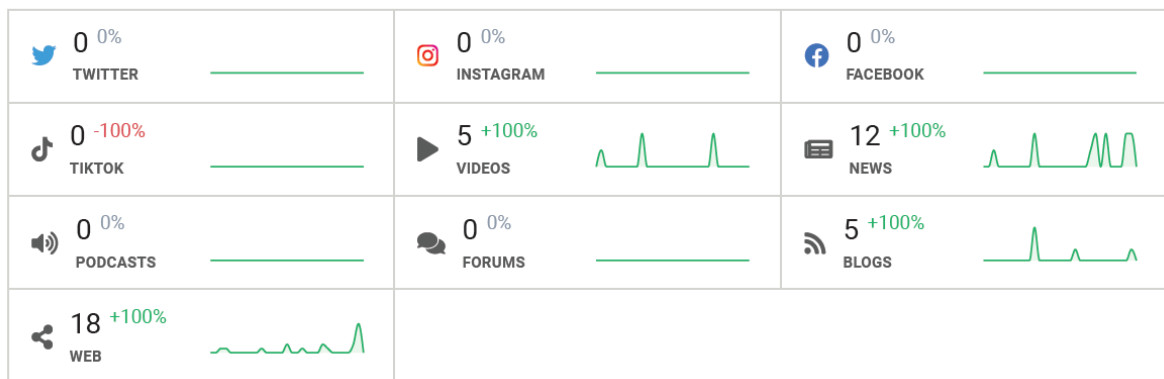 0 0%
TWITTER
0 0%
INSTAGRAM
0 0%
FACEBOOK
0 -100%
TIKTOK
5 +100%
VIDEOS
12 +100%
NEWS
0 0%
PODCASTS
0 0%
FORUMS
5 +100%
BLOGS
18 +100%
WEB